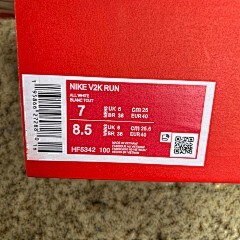 NIKE V2K RUN
ALL WHITE
BLANC TOUT
7 UK 6 CM 26
BR 38 EUR 40
8.5 UK 6 CM 25.5
BR 38 EUR 40
HF5342 100